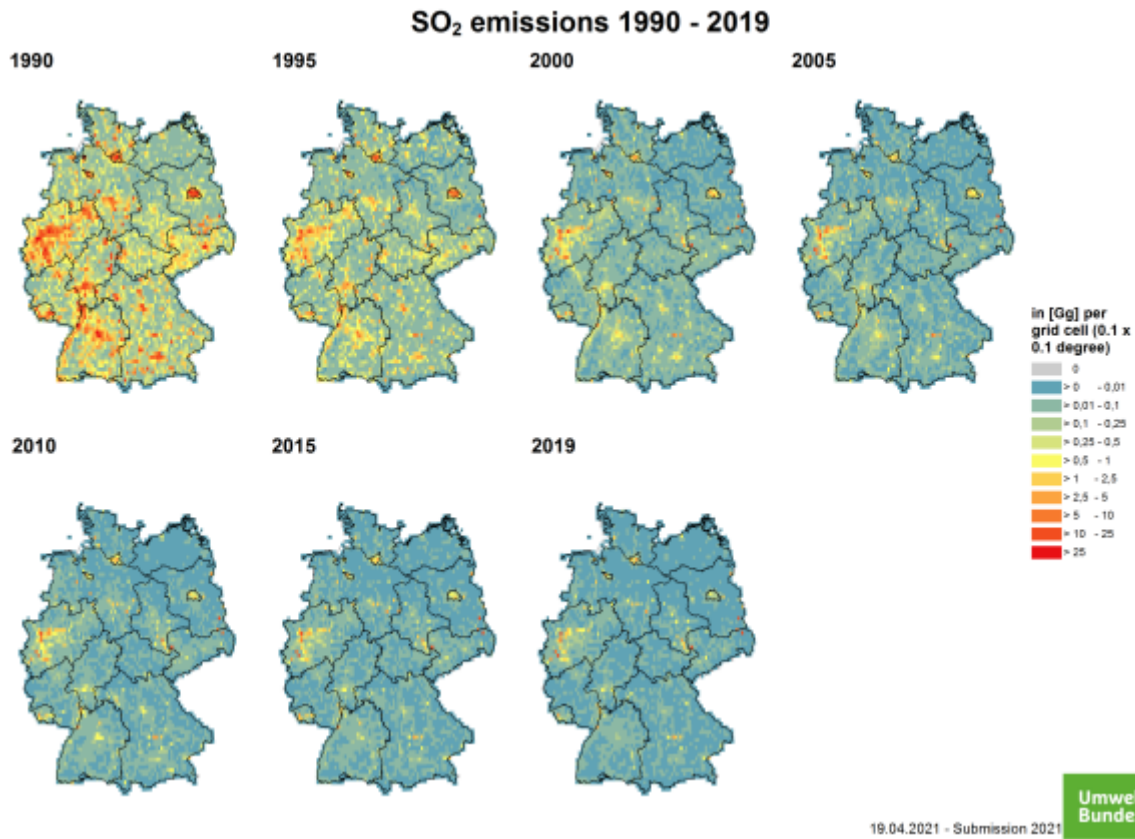 SO₂ emissions 1990 - 2019
1990
1995
2000
2005
in [Gg] per
grid cell (0.1 x
0.1 degree)
0
> 0 - 0,01
> 0,01 - 0,1
> 0,1 - 0,25
> 0,25 - 0,5
> 0,5 - 1
> 1 - 2,5
> 2,5 - 5
> 5 - 10
> 10 - 25
> 25
2010
2015
2019
19.04.2021 - Submission 2021
Umwel
Bunde